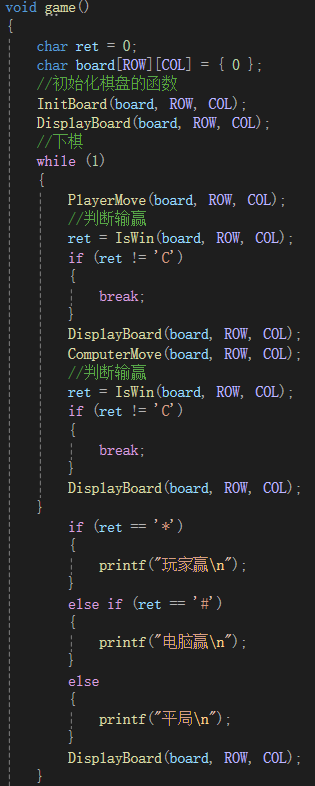 void game()
{
    char ret = 0;
    char board[ROW][COL] = { 0 };
    //初始化棋盘的函数
    InitBoard(board, ROW, COL);
    DisplayBoard(board, ROW, COL);
    //下棋
    while (1)
    {
        PlayerMove(board, ROW, COL);
        //判断输赢
        ret = IsWin(board, ROW, COL);
        if (ret != 'C')
        {
            break;
        }
        DisplayBoard(board, ROW, COL);
        ComputerMove(board, ROW, COL);
        //判断输赢
        ret = IsWin(board, ROW, COL);
        if (ret != 'C')
        {
            break;
        }
        DisplayBoard(board, ROW, COL);
    }
        if (ret == '*')
        {
            printf("玩家赢\n");
        }
        else if (ret == '#')
        {
            printf("电脑赢\n");
        }
        else
        {
            printf("平局\n");
        }
        DisplayBoard(board, ROW, COL);
    }